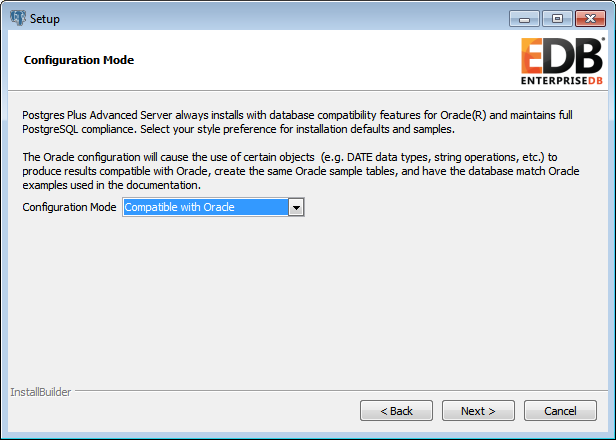 Setup
Configuration Mode
EDB
ENTERPRISEDB
Postgres Plus Advanced Server always installs with database compatibility features for Oracle(R) and maintains full
PostgreSQL compliance. Select your style preference for installation defaults and samples.
The Oracle configuration will cause the use of certain objects  (e.g. DATE data types, string operations, etc.) to
produce results compatible with Oracle, create the same Oracle sample tables, and have the database match Oracle
examples used in the documentation.
Configuration Mode Compatible with Oracle
InstallBuilder
< Back Next > Cancel